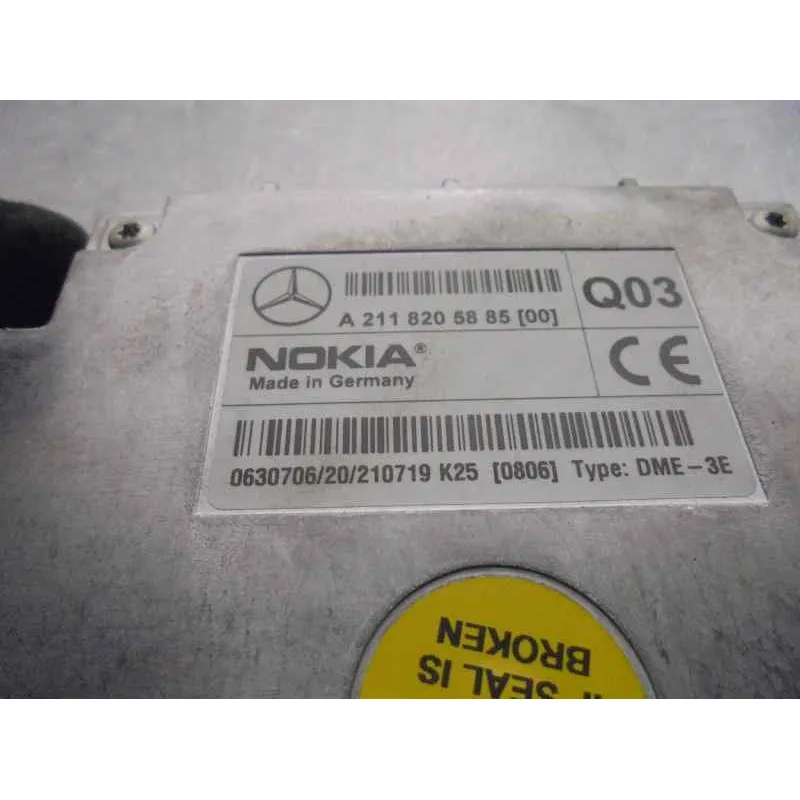 A 211 820 58 85 [00]
Q03
NOKIA®
Made in Germany
CE
0630706/20/210719 K25 [0806] Type: DME-3E
SEAL IS
BROKEN